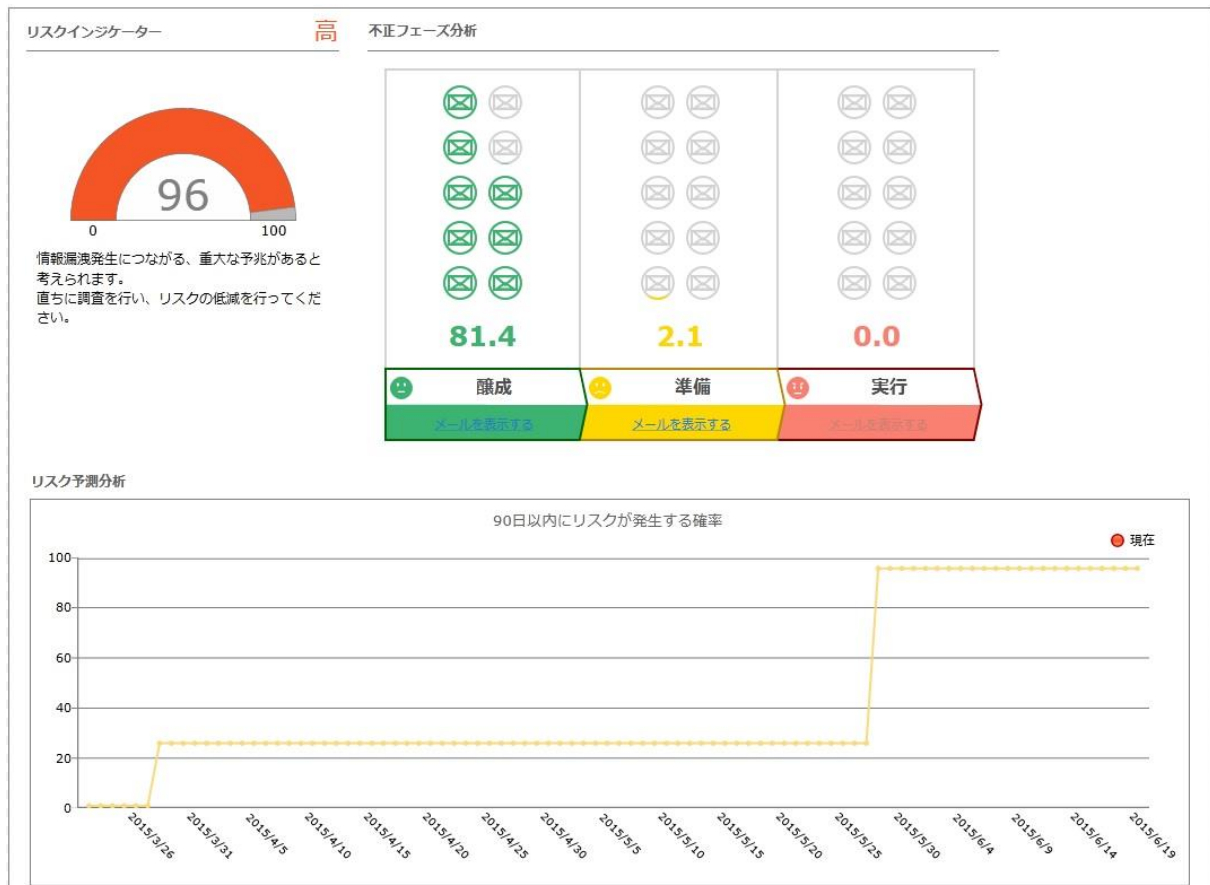 リスクインジケーター
高
96
0
100
情報漏洩発生につながる、重大な予兆があると
考えられます。
直ちに調査を行い、リスクの低減を行ってくだ
さい。
不正フェーズ分析
81.4
2.1
0.0
醸成
準備
実行
メールを表示する
メールを表示する
メールを表示する
リスク予測分析
90日以内にリスクが発生する確率
現在
100
80
60
40
20
0
2015/3/26
2015/3/31
2015/4/5
2015/4/10
2015/4/15
2015/4/20
2015/4/25
2015/4/30
2015/5/5
2015/5/10
2015/5/15
2015/5/20
2015/5/25
2015/5/30
2015/6/4
2015/6/9
2015/6/14
2015/6/19